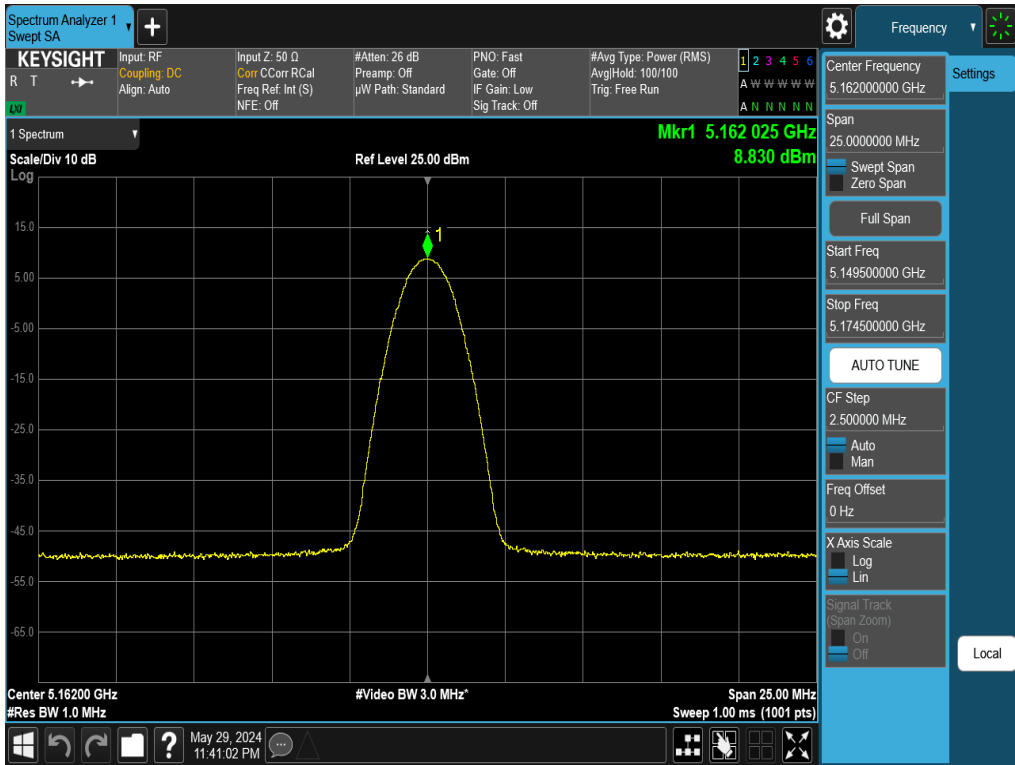 Spectrum Analyzer 1
Swept SA
+
Frequency
KEYSIGHT
R T
LXI
Input: RF
Coupling: DC
Align: Auto
Input Z: 50 Ω
Corr CCorr RCal
Freq Ref: Int (S)
NFE: Off
#Atten: 26 dB
Preamp: Off
µW Path: Standard
PNO: Fast
Gate: Off
IF Gain: Low
Sig Track: Off
#Avg Type: Power (RMS)
Avg|Hold: 100/100
Trig: Free Run
1 2 3 4 5 6
A W W W W W
A N N N N N
1 Spectrum
Scale/Div 10 dB
Log
Ref Level 25.00 dBm
Mkr1 5.162 025 GHz
8.830 dBm
1
15.0
5.00
-5.00
-15.0
-25.0
-35.0
-45.0
-55.0
-65.0
Center 5.16200 GHz
#Res BW 1.0 MHz
#Video BW 3.0 MHz*
Span 25.00 MHz
Sweep 1.00 ms (1001 pts)
Center Frequency
5.162000000 GHz
Settings
Span
25.0000000 MHz
Swept Span
Zero Span
Full Span
Start Freq
5.149500000 GHz
Stop Freq
5.174500000 GHz
AUTO TUNE
CF Step
2.500000 MHz
Auto
Man
Freq Offset
0 Hz
X Axis Scale
Log
Lin
Signal Track
(Span Zoom)
On
Off
Local
?
May 29, 2024
11:41:02 PM